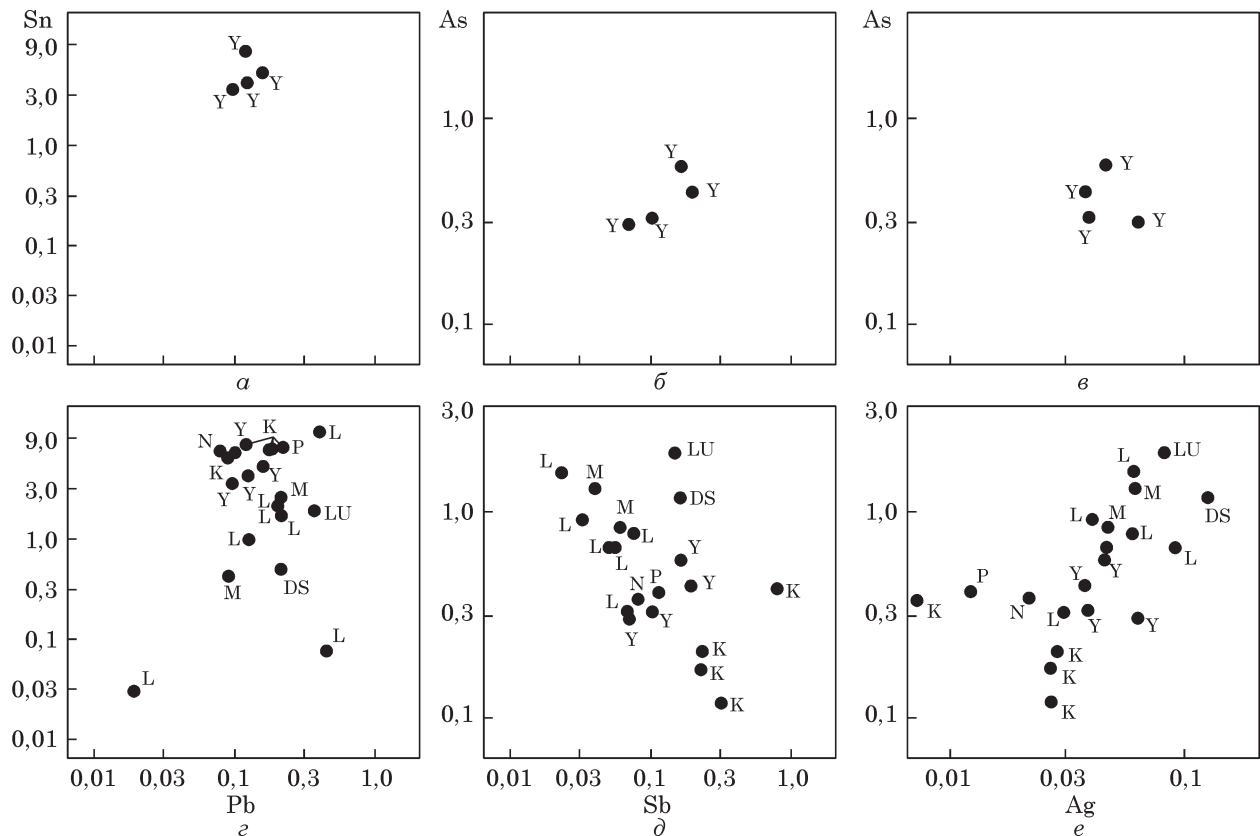 Sn
9,0
3,0
1,0
0,3
0,1
0,03
0,01
Y
Y
Y
Y
а
As
1,0
0,3
0,1
Y
Y
Y
Y
б
As
1,0
0,3
0,1
Y
Y
Y
Y
в
9,0
3,0
1,0
0,3
0,1
0,03
0,01
N
Y
K
P
L
K
Y
Y
Y
M
L
L
L
LU
L
M
DS
L
L
0,01 0,03 0,1 0,3 1,0
Pb
г
3,0
1,0
0,3
0,1
L
M
LU
DS
L
M
L
L
L
Y
N
P
Y
K
L
Y
Y
K
K
K
0,01 0,03 0,1 0,3 1,0
Sb
д
3,0
1,0
0,3
0,1
LU
L
M
DS
L
M
L
L
Y
Y
P
K
N
L
Y
Y
K
K
K
0,01 0,03 0,1
Ag
е